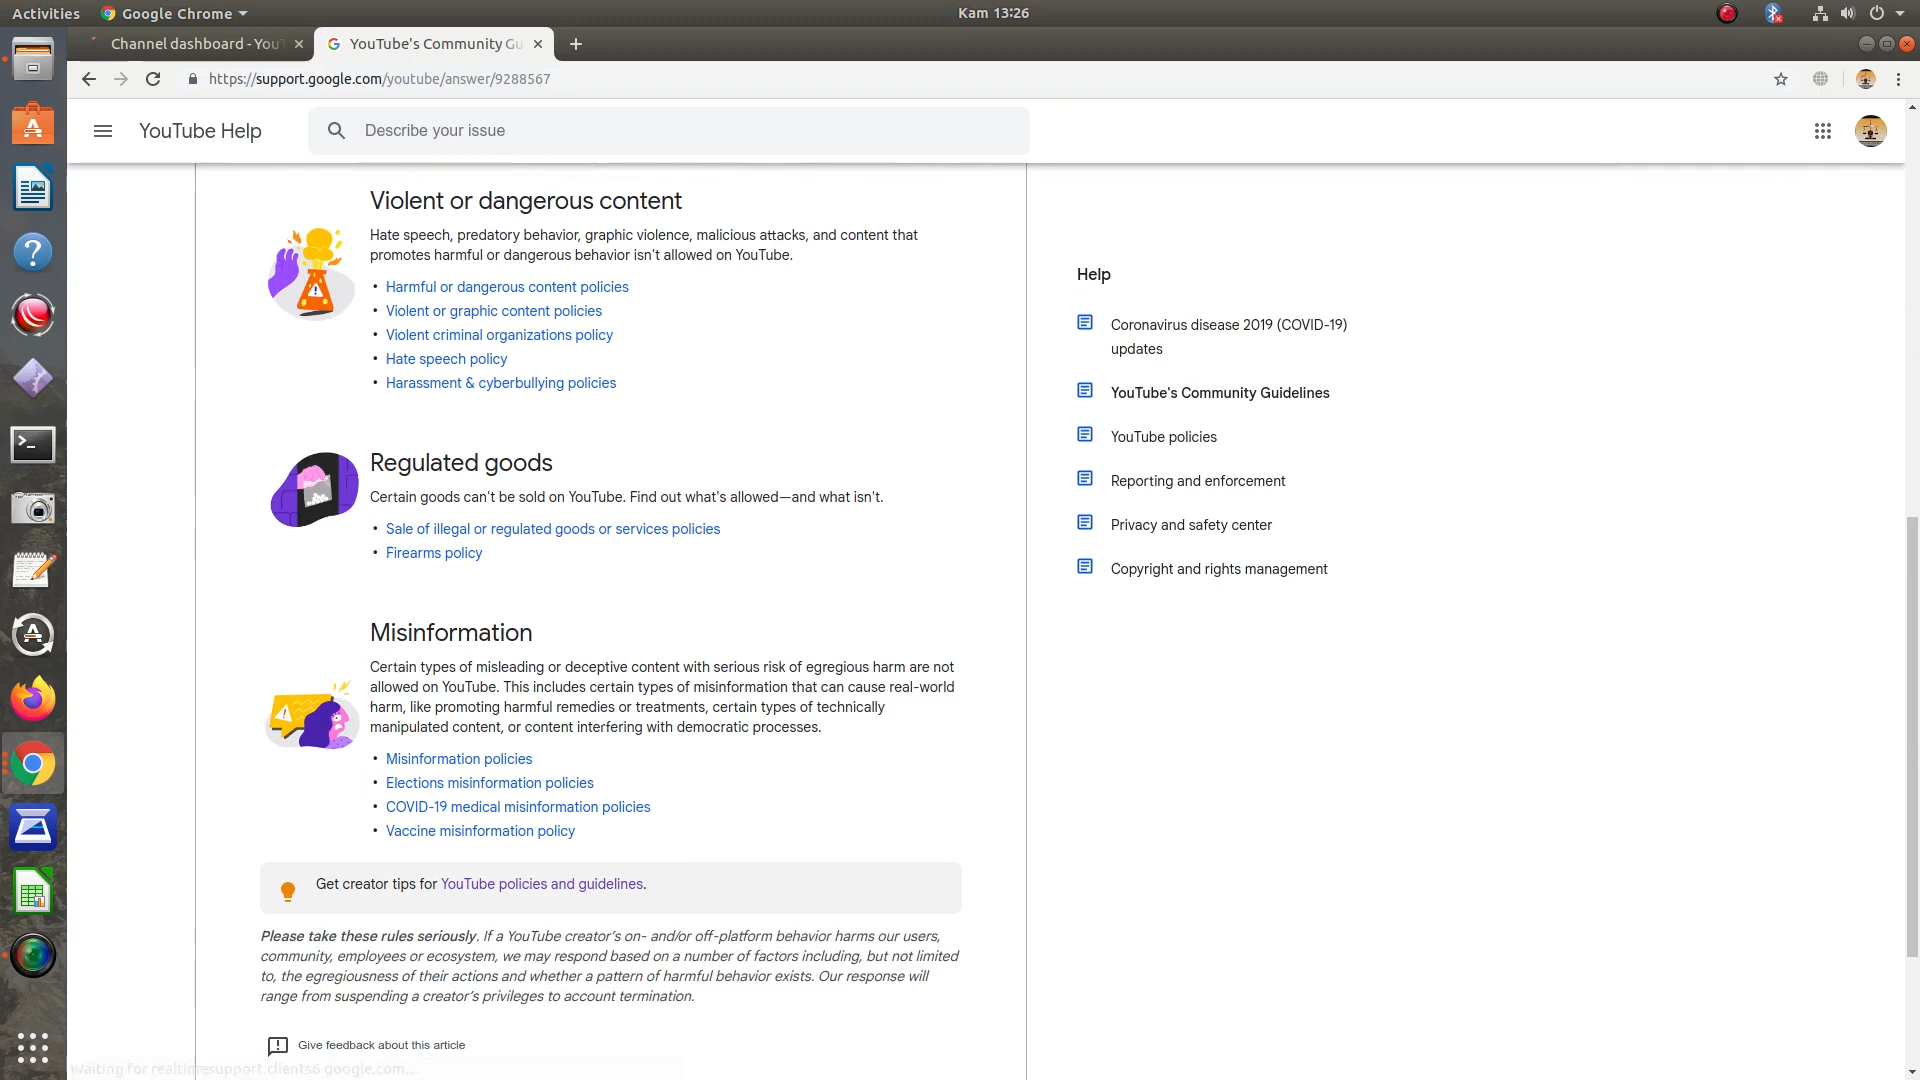 Activities
Google Chrome
Kam 13:26
Channel dashboard - You
YouTube's Community Gu
https://support.google.com/youtube/answer/9288567
YouTube Help
Describe your issue
Violent or dangerous content
Hate speech, predatory behavior, graphic violence, malicious attacks, and content that
promotes harmful or dangerous behavior isn't allowed on YouTube.
• Harmful or dangerous content policies
• Violent or graphic content policies
• Violent criminal organizations policy
• Hate speech policy
• Harassment & cyberbullying policies
Regulated goods
Certain goods can't be sold on YouTube. Find out what's allowed—and what isn't.
• Sale of illegal or regulated goods or services policies
• Firearms policy
Misinformation
Certain types of misleading or deceptive content with serious risk of egregious harm are not
allowed on YouTube. This includes certain types of misinformation that can cause real-world
harm, like promoting harmful remedies or treatments, certain types of technically
manipulated content, or content interfering with democratic processes.
• Misinformation policies
• Elections misinformation policies
• COVID-19 medical misinformation policies
• Vaccine misinformation policy
Get creator tips for YouTube policies and guidelines.
Please take these rules seriously. If a YouTube creator’s on- and/or off-platform behavior harms our users,
community, employees or ecosystem, we may respond based on a number of factors including, but not limited
to, the egregiousness of their actions and whether a pattern of harmful behavior exists. Our response will
range from suspending a creator’s privileges to account termination.
Give feedback about this article
Waiting for realtimesupport.clients6.google.com...
Help
Coronavirus disease 2019 (COVID-19)
updates
YouTube's Community Guidelines
YouTube policies
Reporting and enforcement
Privacy and safety center
Copyright and rights management